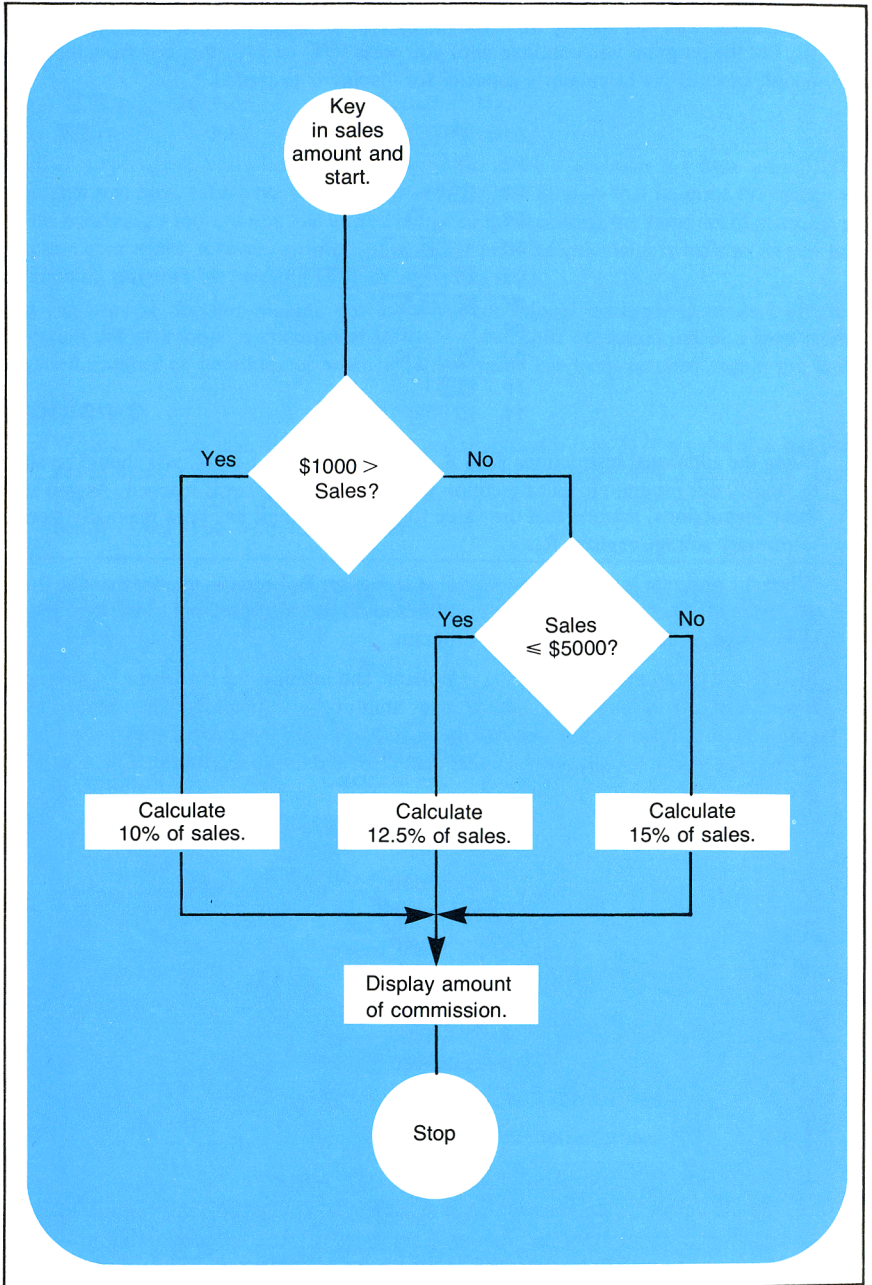 Key
in sales
amount and
start.
Yes
$1000 >
Sales?
No
Yes
Sales
≤ $5000?
No
Calculate
10% of sales.
Calculate
12.5% of sales.
Calculate
15% of sales.
Display amount
of commission.
Stop